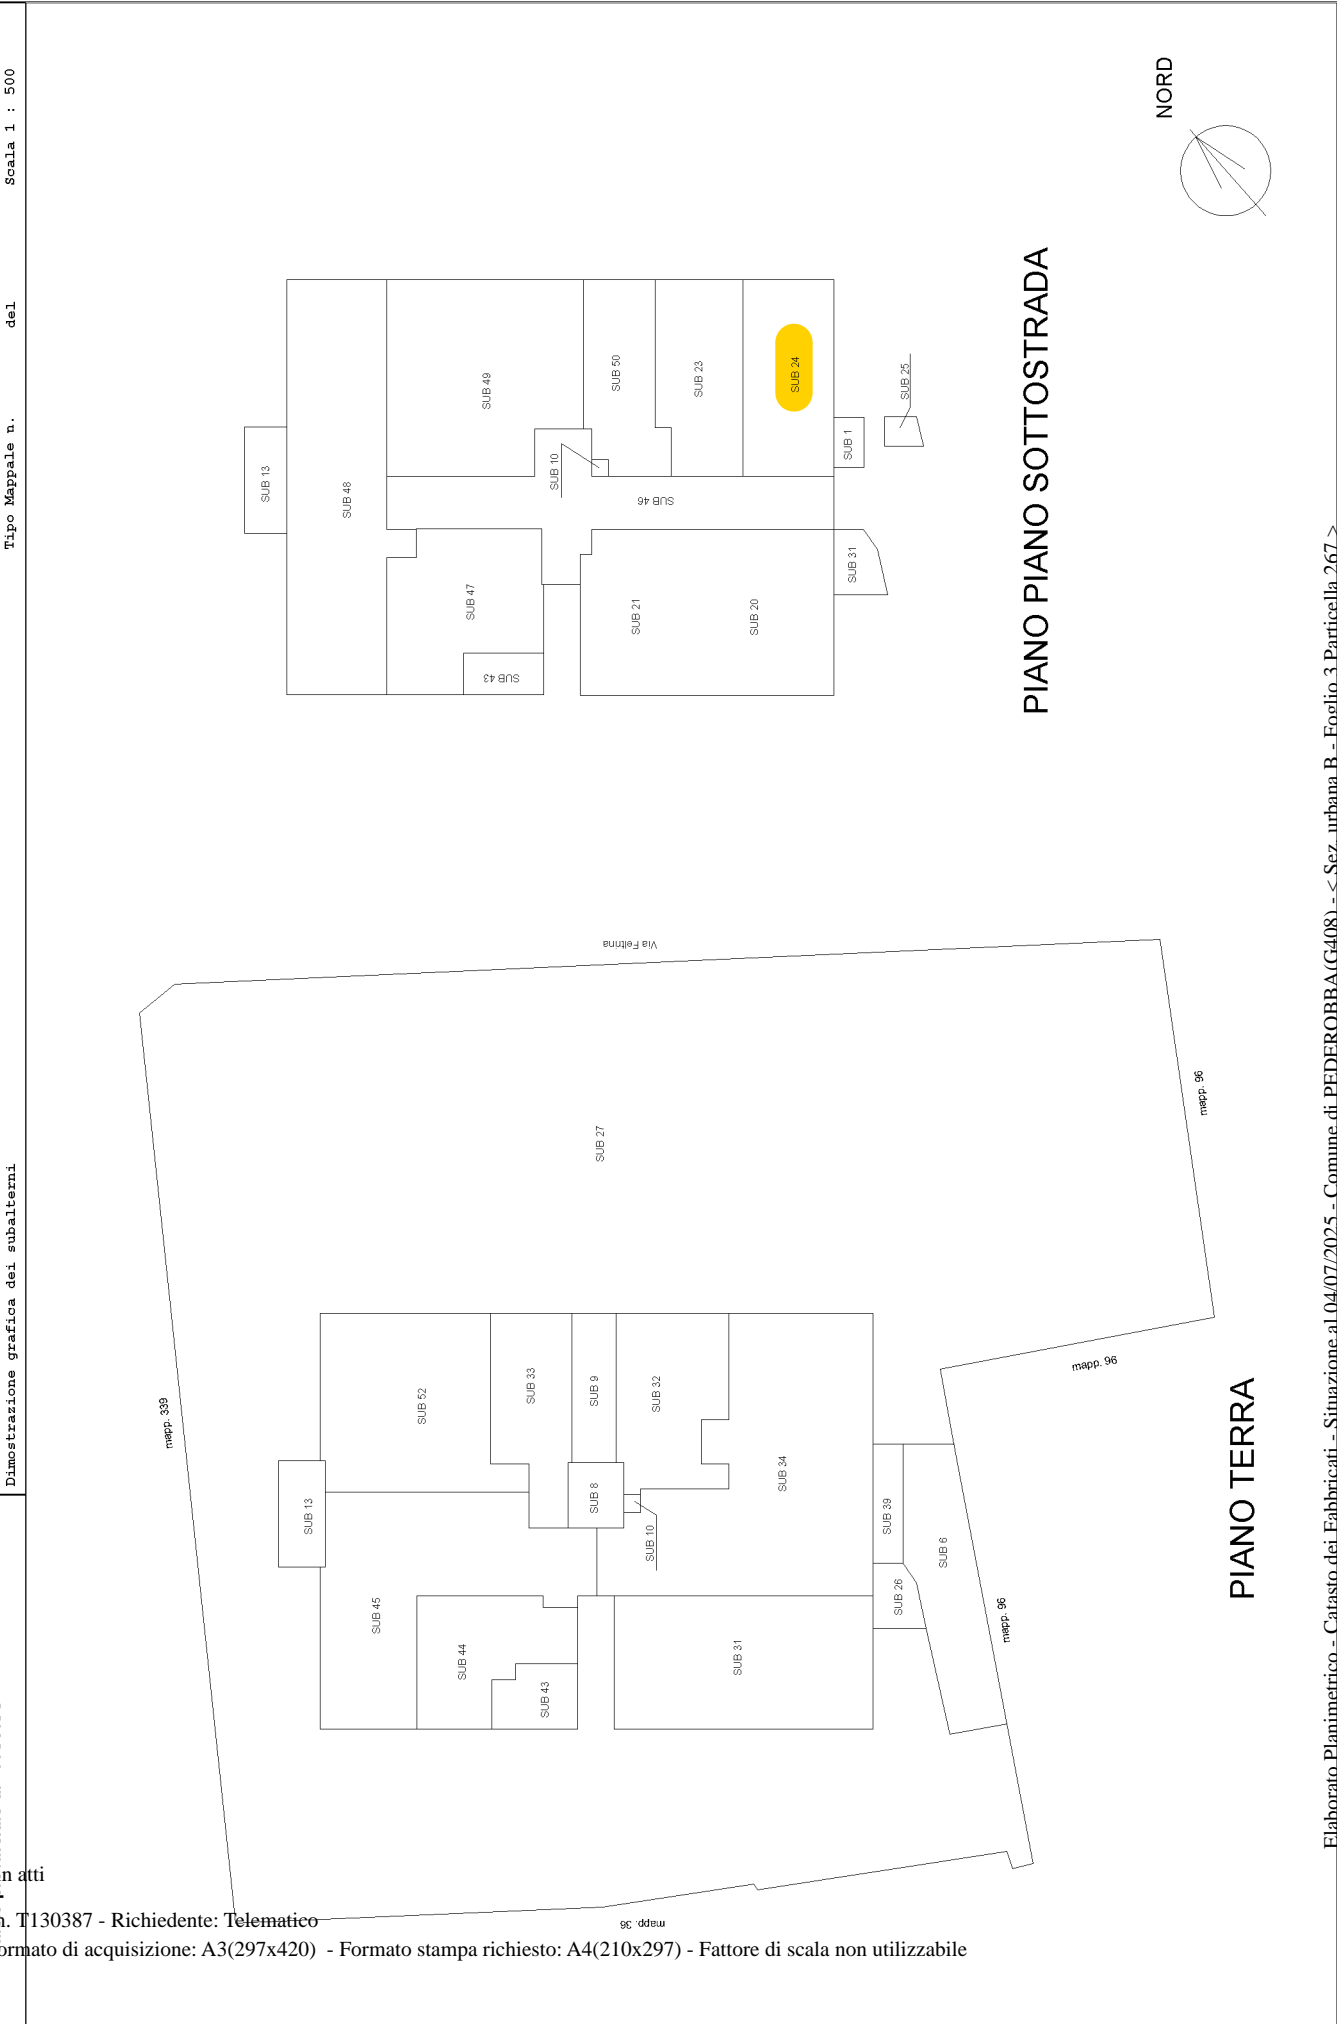 Dimostrazione grafica dei subalterni
Tipo Mappale n.
del
Scala 1 : 500
NORD
PIANO PIANO SOTTOSTRADA
SUB 13
SUB 48
SUB 49
SUB 50
SUB 23
SUB 24
SUB 25
SUB 1
SUB 10
SUB 46
SUB 47
SUB 43
SUB 21
SUB 20
SUB 31
PIANO TERRA
Via Feltrina
mapp. 96
SUB 27
mapp. 339
mapp. 96
SUB 52
SUB 33
SUB 9
SUB 32
SUB 34
SUB 13
SUB 8
SUB 10
SUB 39
SUB 6
SUB 26
SUB 45
SUB 44
SUB 43
SUB 31
mapp. 96
mapp. 36
n atti
n. T130387 - Richiedente: Telematico
ormato di acquisizione: A3(297x420) - Formato stampa richiesto: A4(210x297) - Fattore di scala non utilizzabile
Elaborato Planimetrico - Catasto dei Fabbricati - Situazione al 04/07/2025 - Comune di PEDEROBBA(G408) - < Sez. urbana B - Foglio 3 Particella 267 >